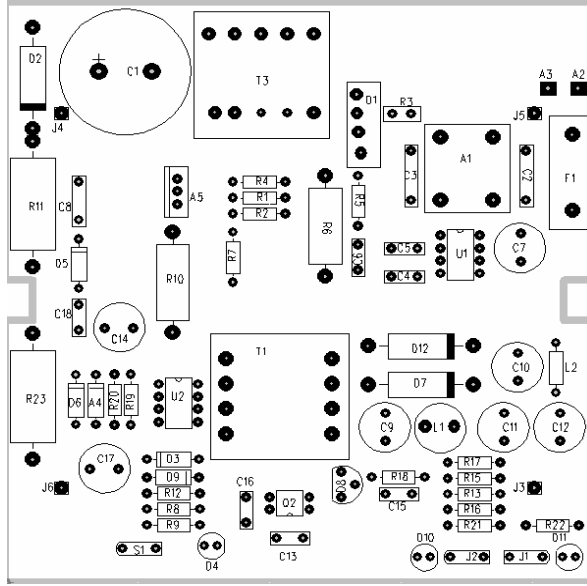 D2
C1
T3
A3
A2
D1
R3
J4
J5
A1
F1
R11
C8
A5
R4
R1
R2
C3
C2
R5
R6
R7
D5
R10
C6
C5
C4
U1
C7
C18
C14
T1
D12
C10
L2
R23
D6
A4
R20
R19
U2
D7
C9
L1
C11
C12
C17
D3
D9
R12
R8
R9
C16
Q2
D8
R18
C15
R17
R15
R13
R16
R21
J6
J3
S1
D4
C13
D10
J2
J1
R22
D11